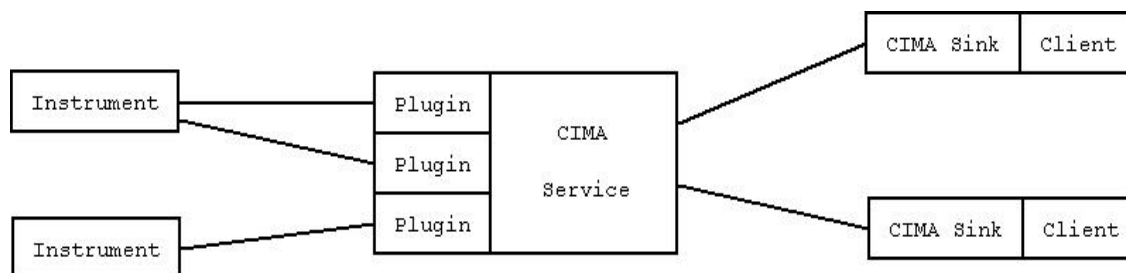 CIMA Sink Client
Instrument
Plugin
CIMA
Plugin
Service
Plugin
CIMA Sink Client
Instrument